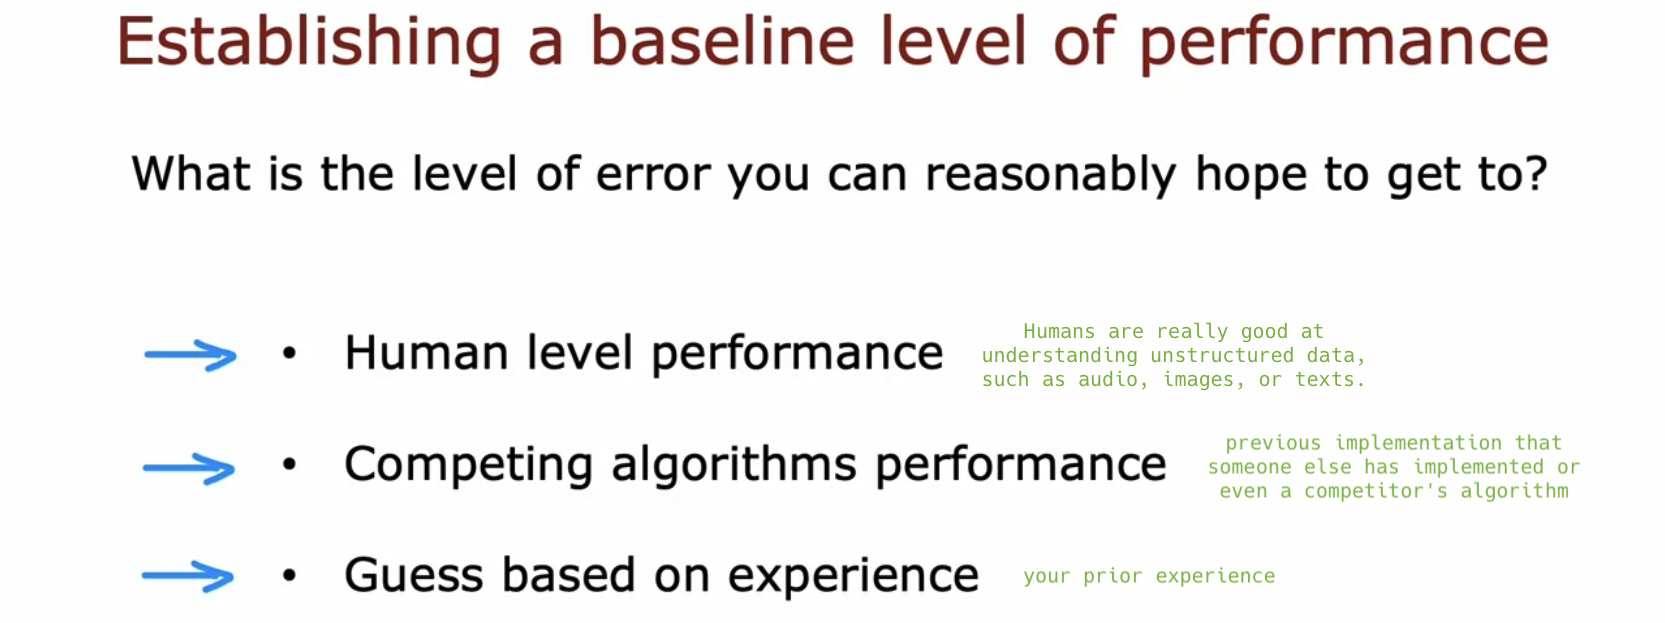 Establishing a baseline level of performance
What is the level of error you can reasonably hope to get to?
• Human level performance
Humans are really good at
understanding unstructured data,
such as audio, images, or texts.
• Competing algorithms performance
previous implementation that
someone else has implemented or
even a competitor's algorithm
• Guess based on experience
your prior experience